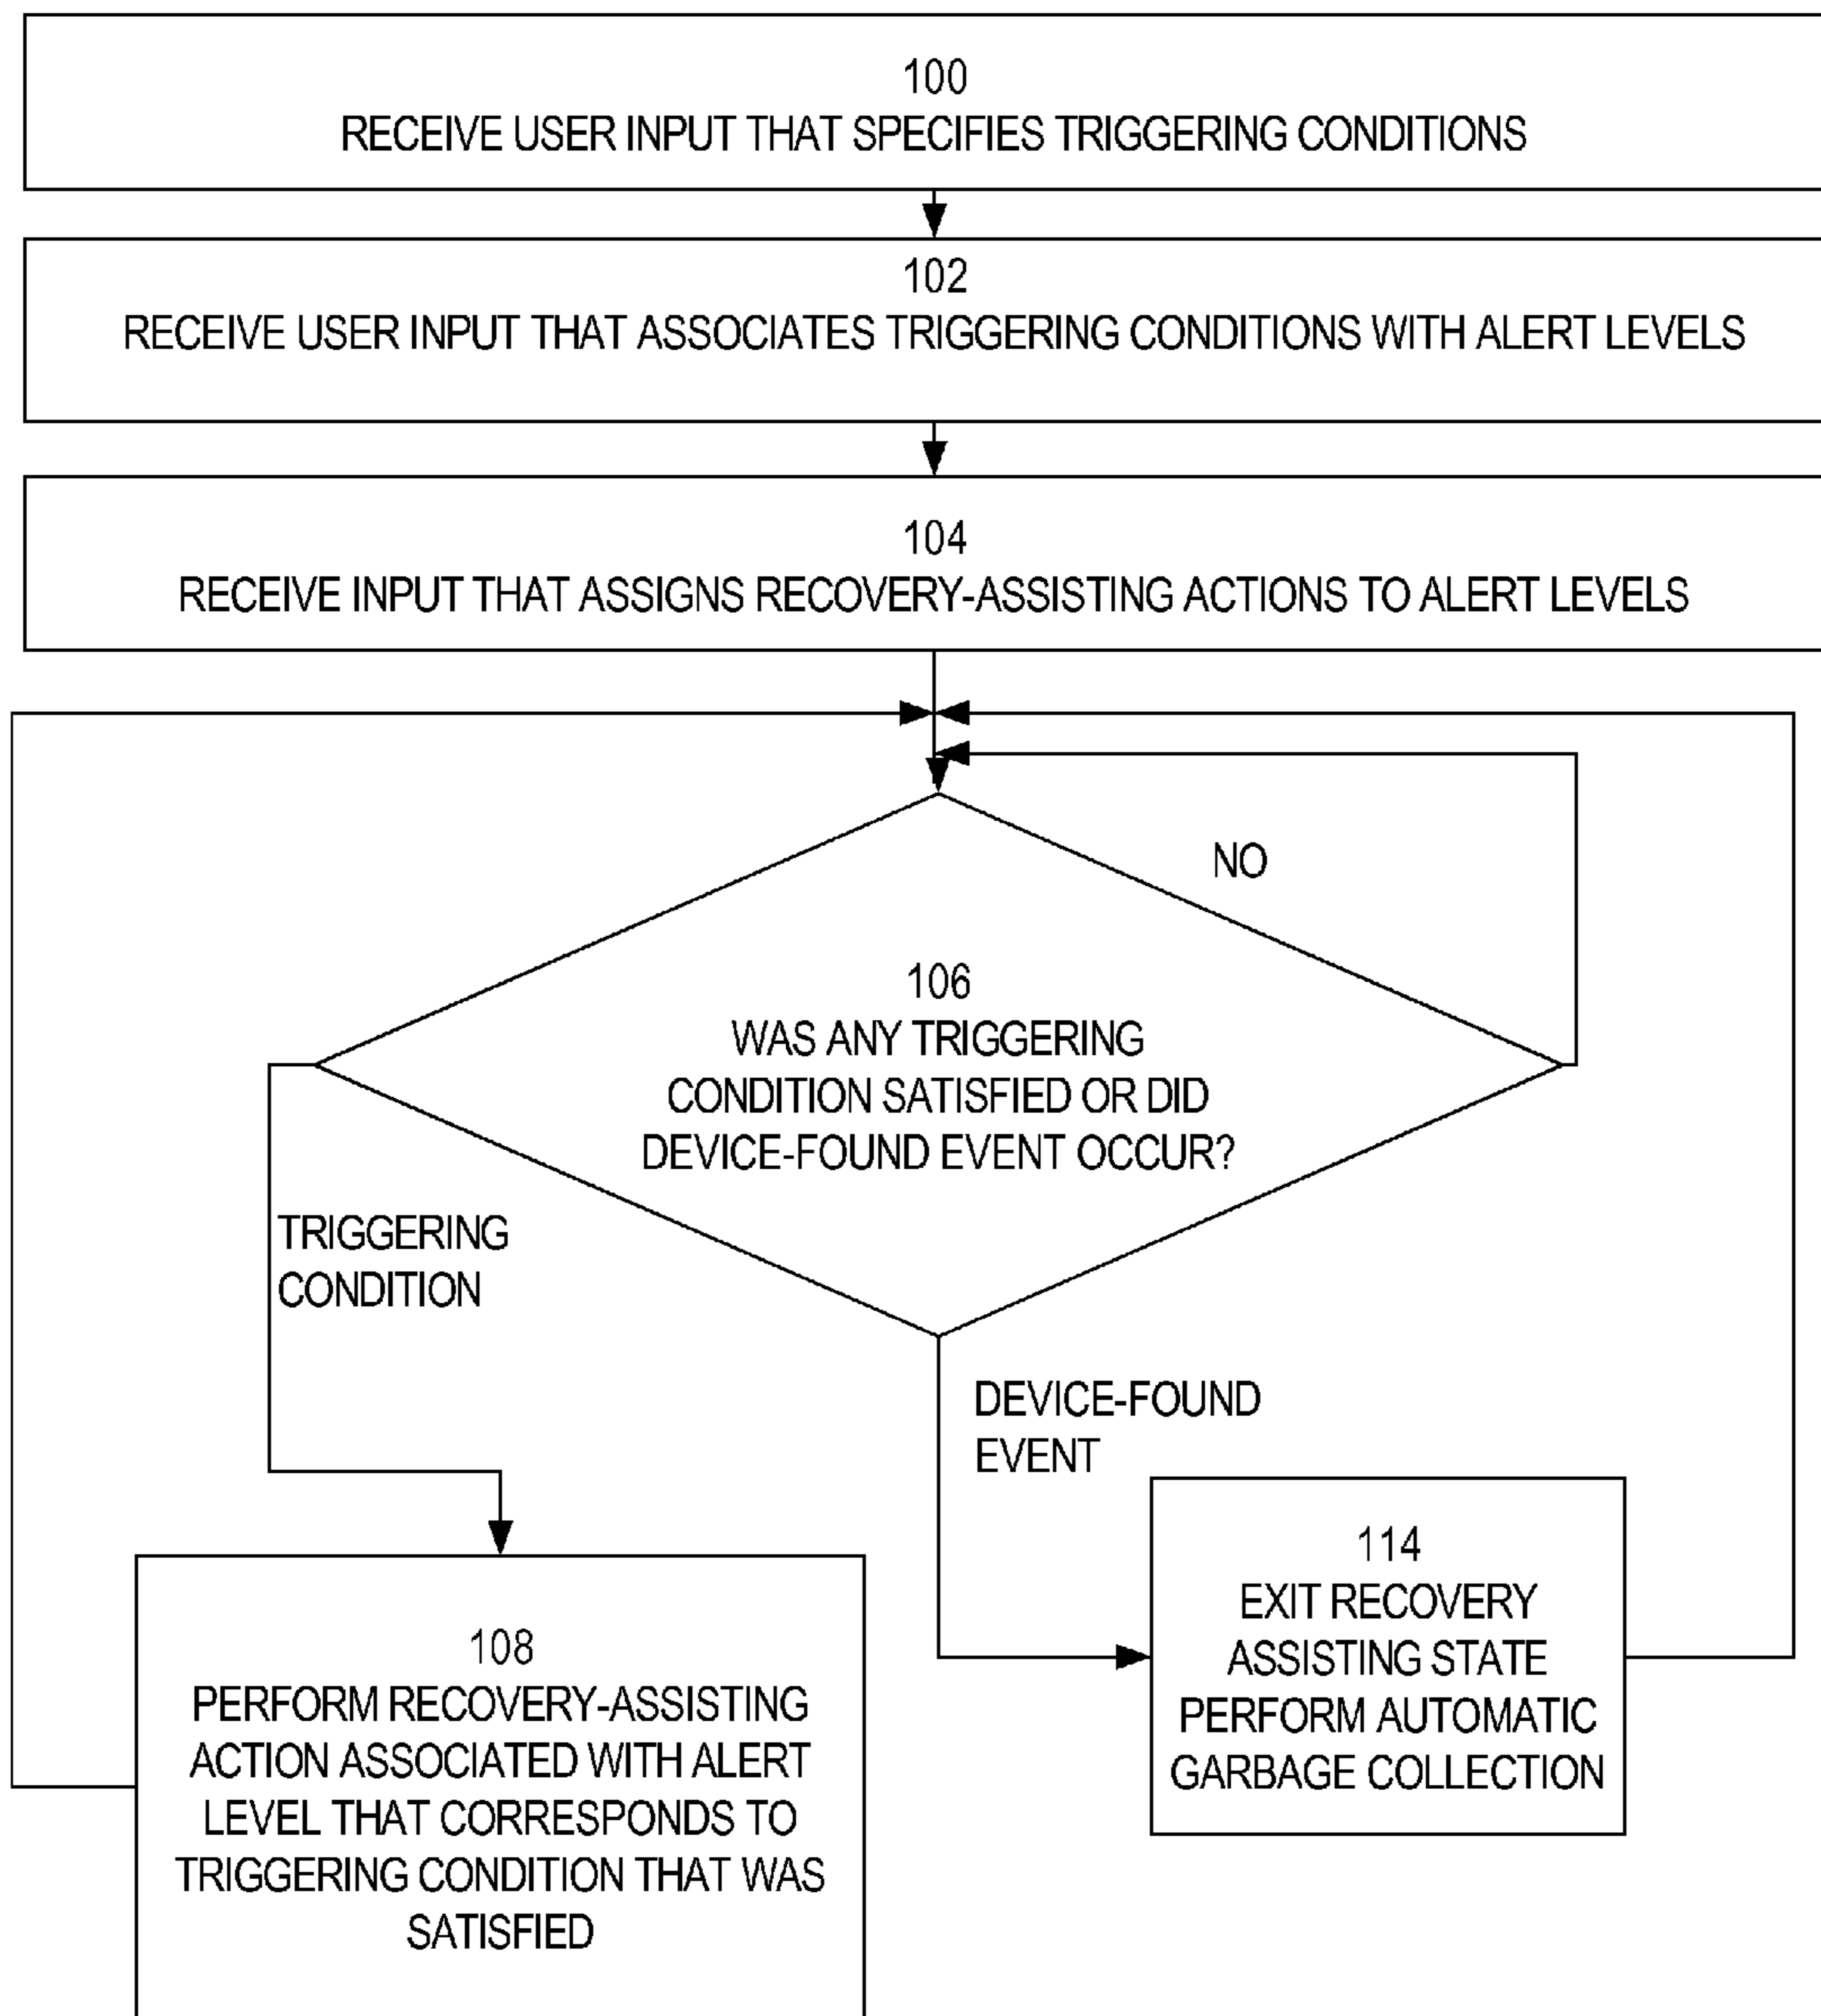 100
RECEIVE USER INPUT THAT SPECIFIES TRIGGERING CONDITIONS
102
RECEIVE USER INPUT THAT ASSOCIATES TRIGGERING CONDITIONS WITH ALERT LEVELS
104
RECEIVE INPUT THAT ASSIGNS RECOVERY-ASSISTING ACTIONS TO ALERT LEVELS
NO
106
WAS ANY TRIGGERING
CONDITION SATISFIED OR DID
DEVICE-FOUND EVENT OCCUR?
TRIGGERING
CONDITION
DEVICE-FOUND
EVENT
114
EXIT RECOVERY
ASSISTING STATE
PERFORM AUTOMATIC
GARBAGE COLLECTION
108
PERFORM RECOVERY-ASSISTING
ACTION ASSOCIATED WITH ALERT
LEVEL THAT CORRESPONDS TO
TRIGGERING CONDITION THAT WAS
SATISFIED